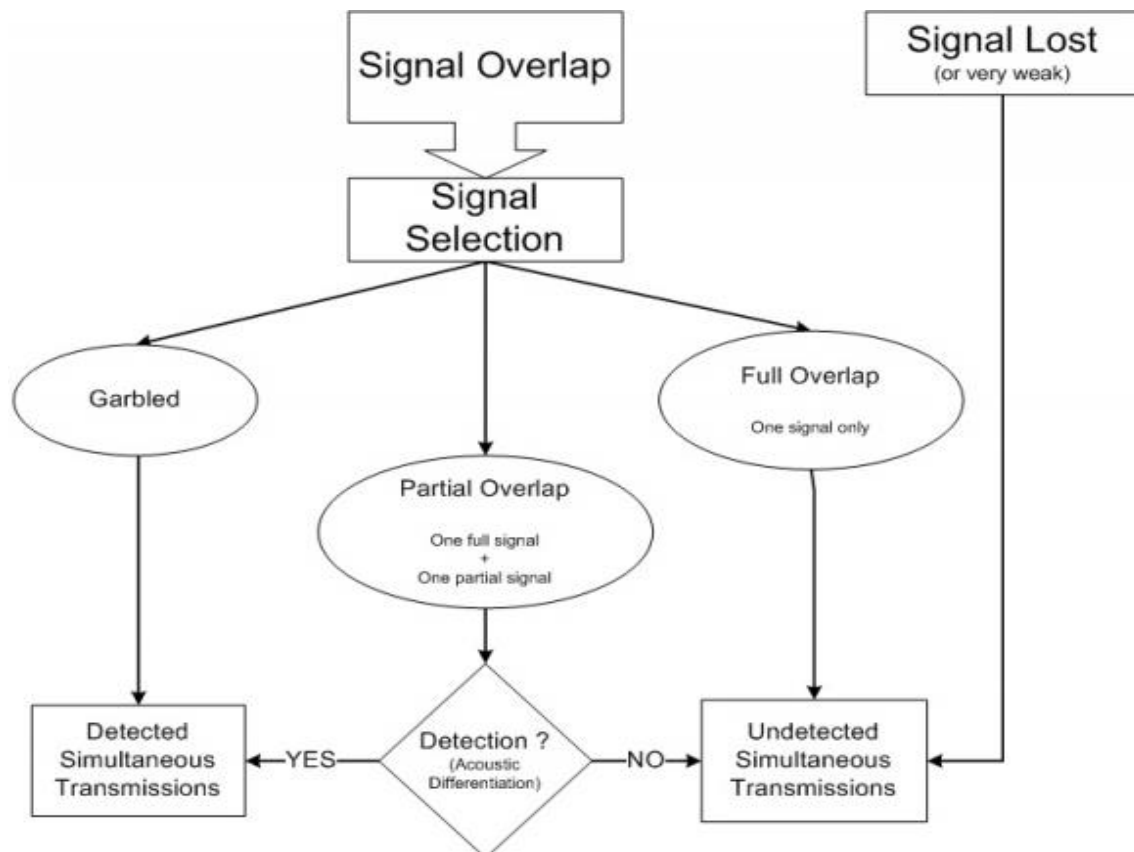 Signal Overlap
Signal Lost
(or very weak)
Signal
Selection
Garbled
Full Overlap
One signal only
Partial Overlap
One full signal
+
One partial signal
Detected
Simultaneous
Transmissions
YES
Detection ?
(Acoustic
Differentiation)
NO
Undetected
Simultaneous
Transmissions